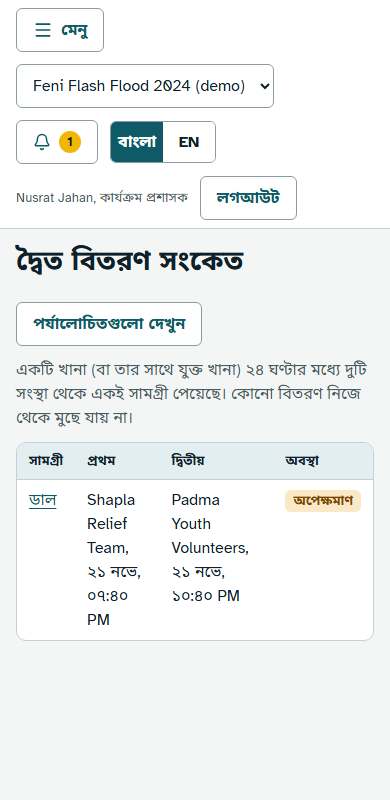 মেনু
Feni Flash Flood 2024 (demo)
1
বাংলা
EN
Nusrat Jahan, কার্যক্রম প্রশাসক
লগআউট
দ্বৈত বিতরণ সংকেত
পর্যালোচিতগুলো দেখুন
একটি খানা (বা তার সাথে যুক্ত খানা) ২৪ ঘণ্টার মধ্যে দুটি
সংস্থা থেকে একই সামগ্রী পেয়েছে। কোনো বিতরণ নিজে
থেকে মুছে যায় না।
সামগ্রী প্রথম দ্বিতীয় অবস্থা
ডাল
Shapla
Relief
Team,
২১ নভে,
০৭:৪০
PM
Padma
Youth
Volunteers,
২১ নভে,
১০:৪০ PM
অপেক্ষমাণ